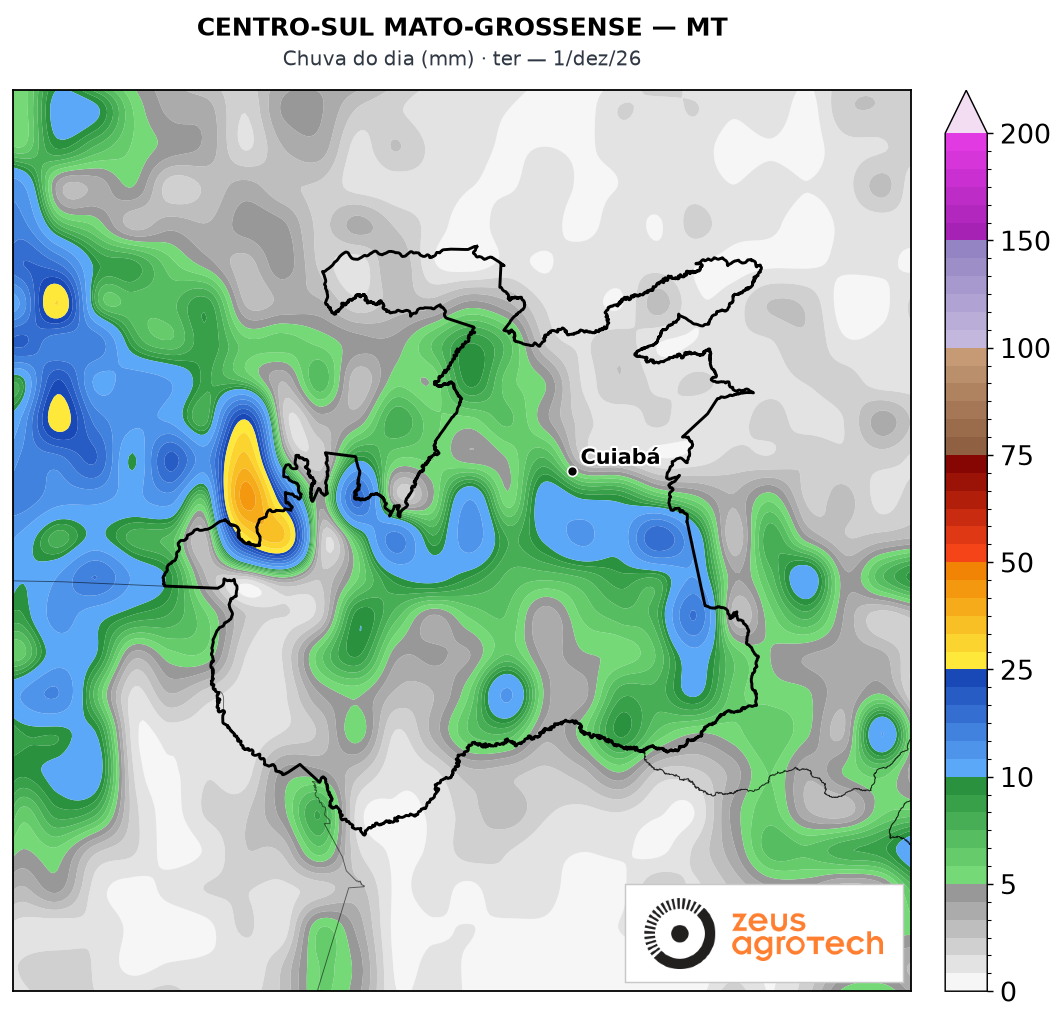 CENTRO-SUL MATO-GROSSENSE — MT
Chuva do dia (mm) · ter — 1/dez/26
200
150
100
75
50
25
10
5
0
Cuiabá
zeus
agrotech